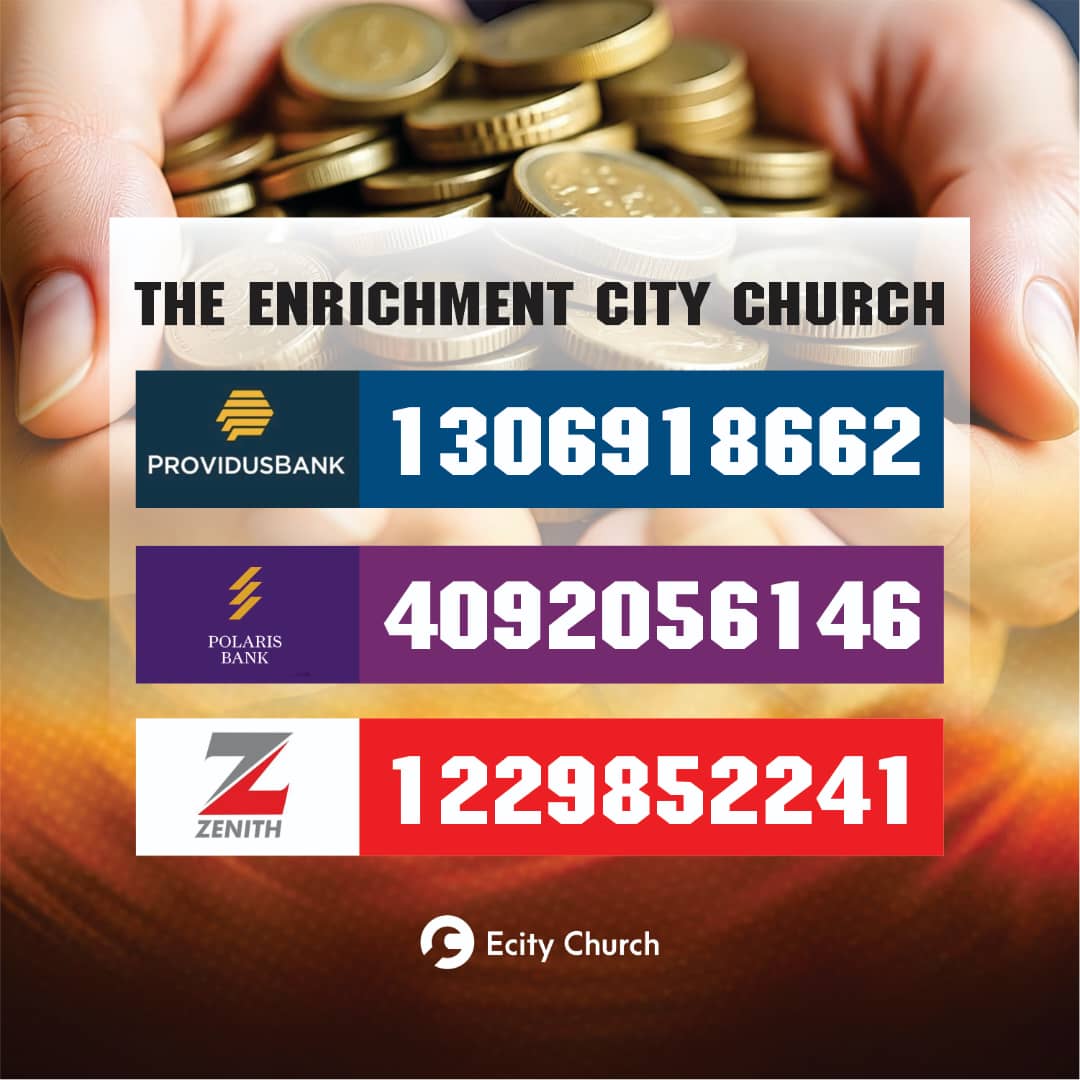 THE ENRICHMENT CITY CHURCH
PROVIDUSBANK
1306918662
POLARIS
BANK
4092056146
ZENITH
1229852241
Ecity Church